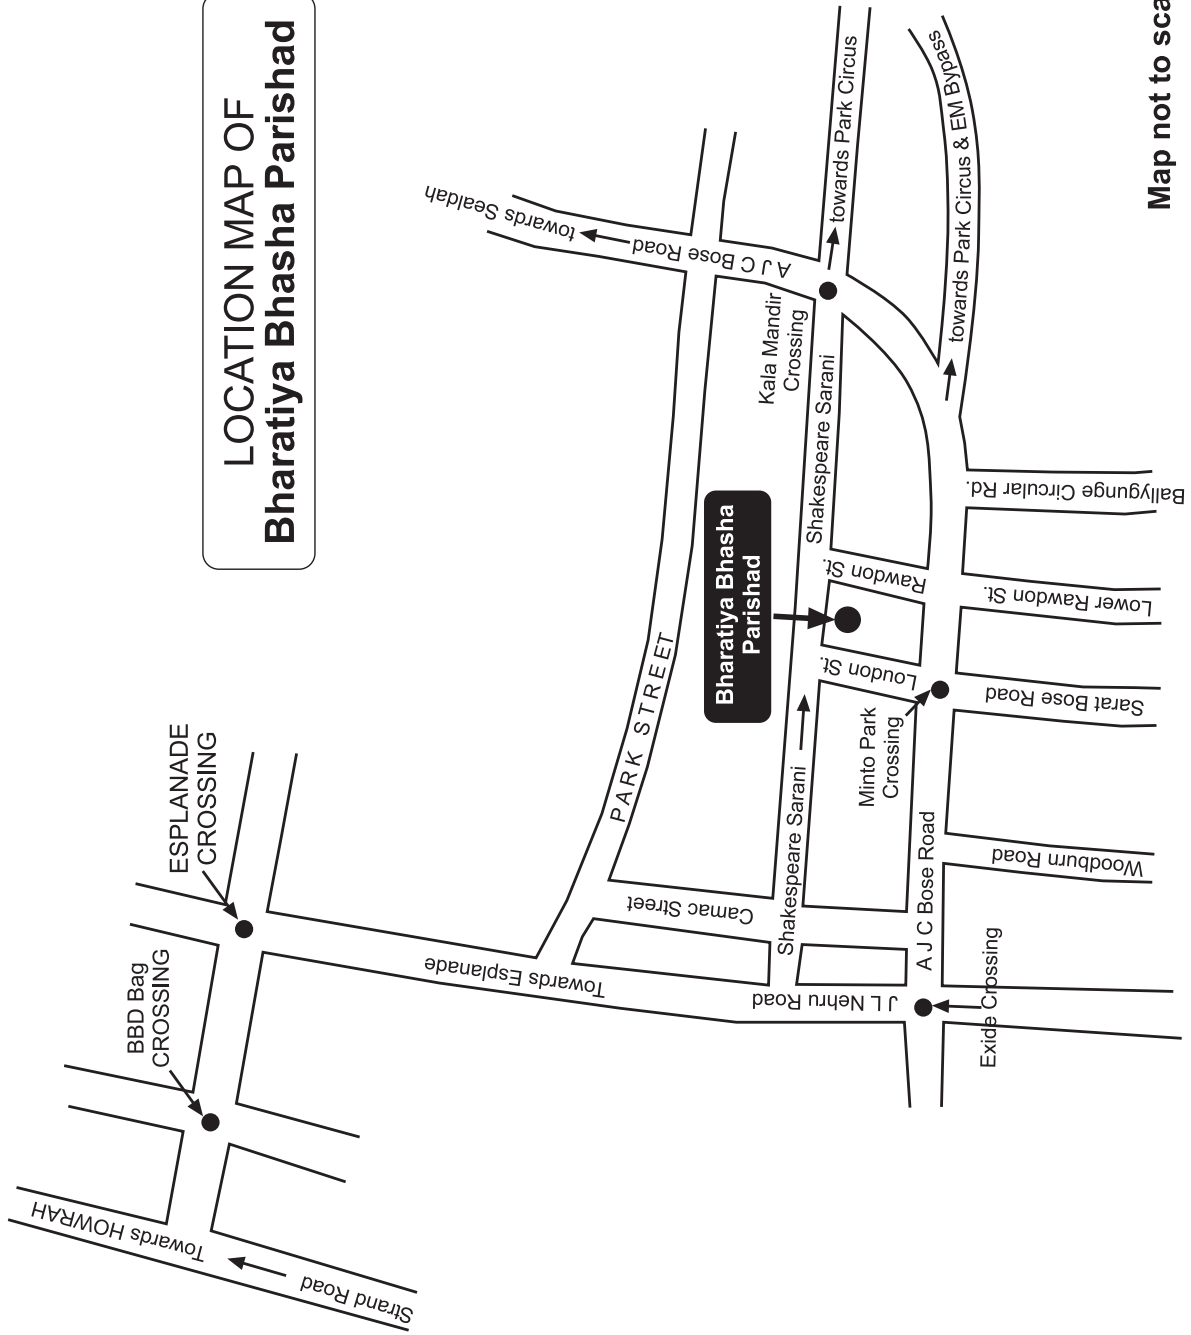 LOCATION MAP OF
Bharatiya Bhasha Parishad
ESPLANADE
CROSSING
BBD Bag
CROSSING
Towards HOWRAH
Strand Road
Towards Esplanade
PARK STREET
Camac Street
J L Nehru Road
Exide Crossing
Shakespeare Sarani
Bharatiya Bhasha
Parishad
Shakespeare Sarani
Kala Mandir
Crossing
towards Sealdah
A J C Bose Road
towards Park Circus
towards Park Circus & EM Bypass
Rawdon St.
Loudon St.
Minto Park
Crossing
A J C Bose Road
Woodburn Road
Sarat Bose Road
Lower Rawdon St.
Ballygunge Circular Rd.
Map not to sca